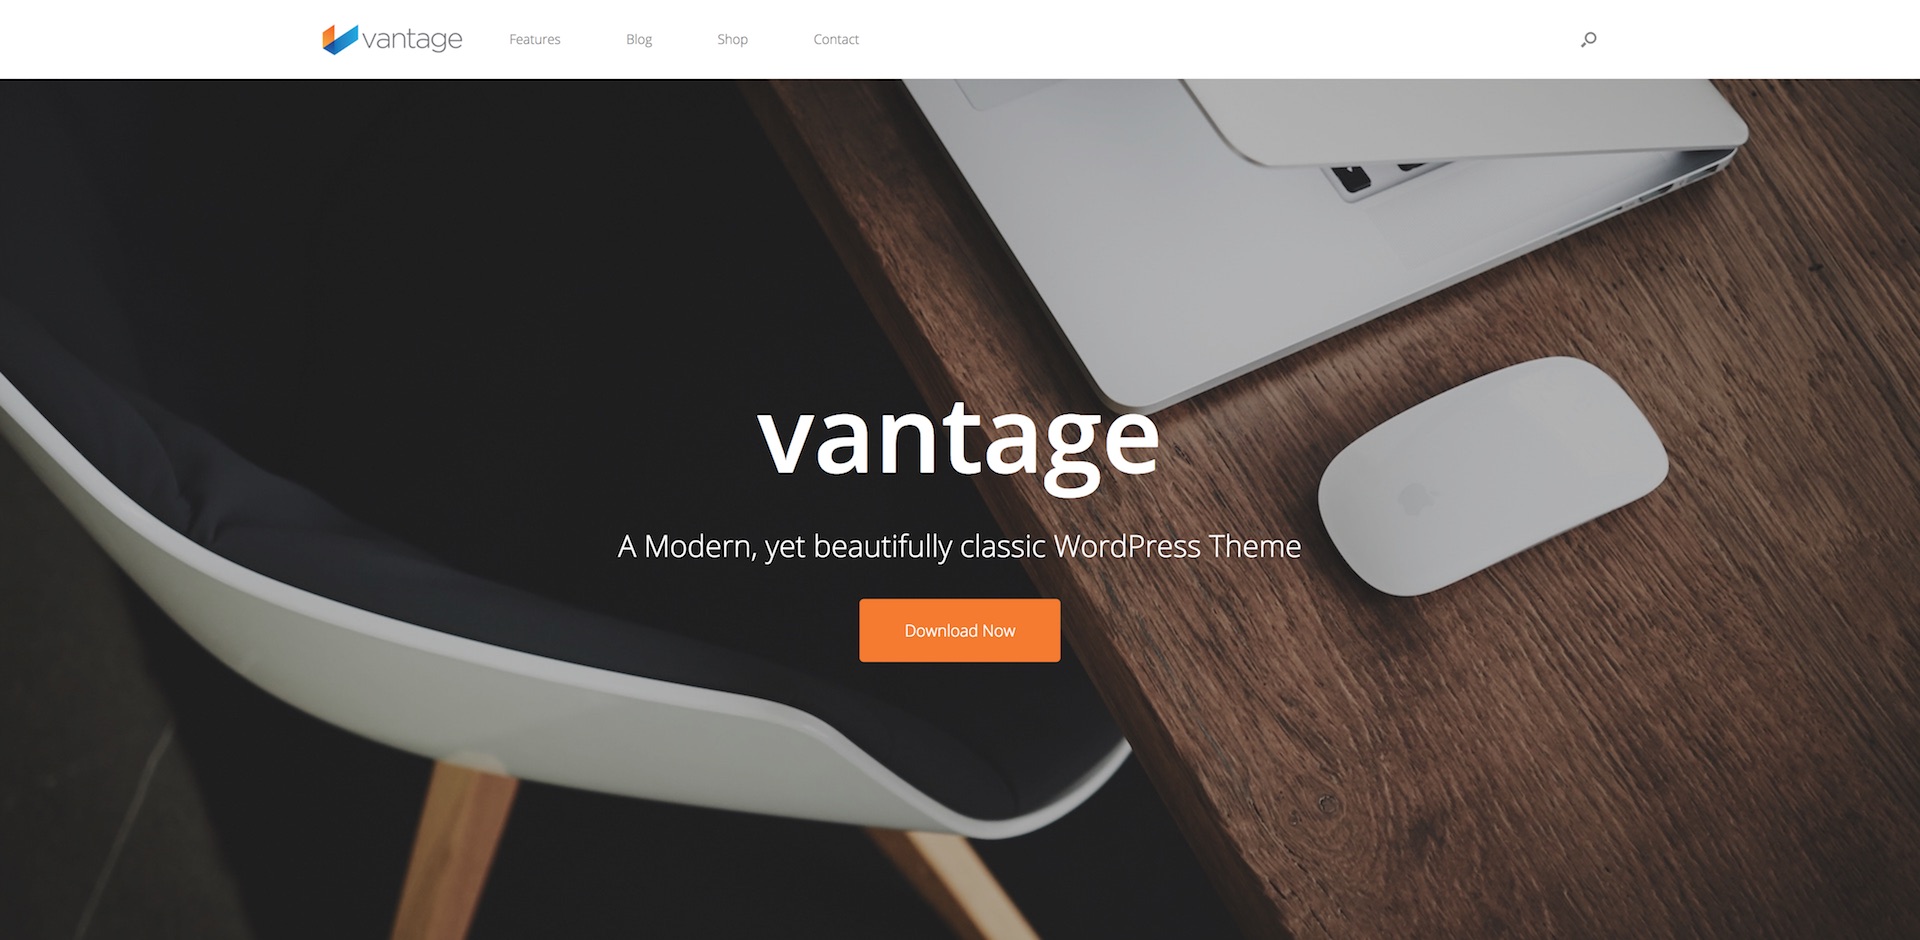 vantage
Features
Blog
Shop
Contact
vantage
A Modern, yet beautifully classic WordPress Theme
Download Now